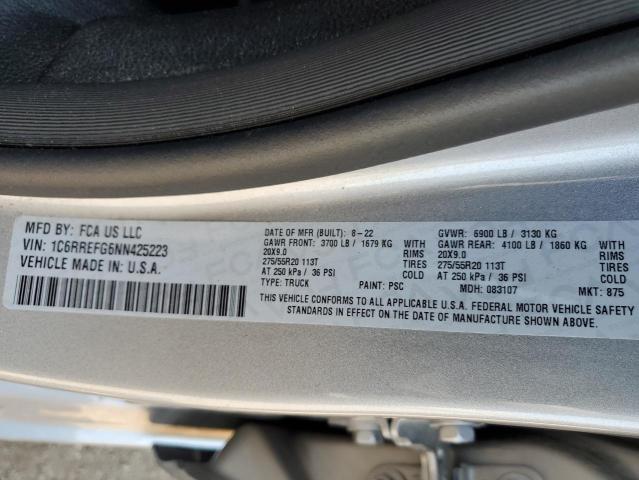 MFD BY: FCA US LLC
VIN: 1C6RREFG6NN425223
VEHICLE MADE IN U.S.A.
DATE OF MFR (BUILT): 8-22 GVWR: 6900 LB / 3130 KG
GAWR FRONT: 3700 LB / 1679 KG WITH GAWR REAR: 4100 LB / 1860 KG WITH
20X9.0 RIMS 20X9.0 RIMS
275/55R20 113T TIRES 275/55R20 113T TIRES
AT 250 kPa / 36 PSI COLD AT 250 kPa / 36 PSI COLD
TYPE: TRUCK PAINT: PSC MDH: 083107 MKT: 875
THIS VEHICLE CONFORMS TO ALL APPLICABLE U.S.A. FEDERAL MOTOR VEHICLE SAFETY
STANDARDS IN EFFECT ON THE DATE OF MANUFACTURE SHOWN ABOVE.